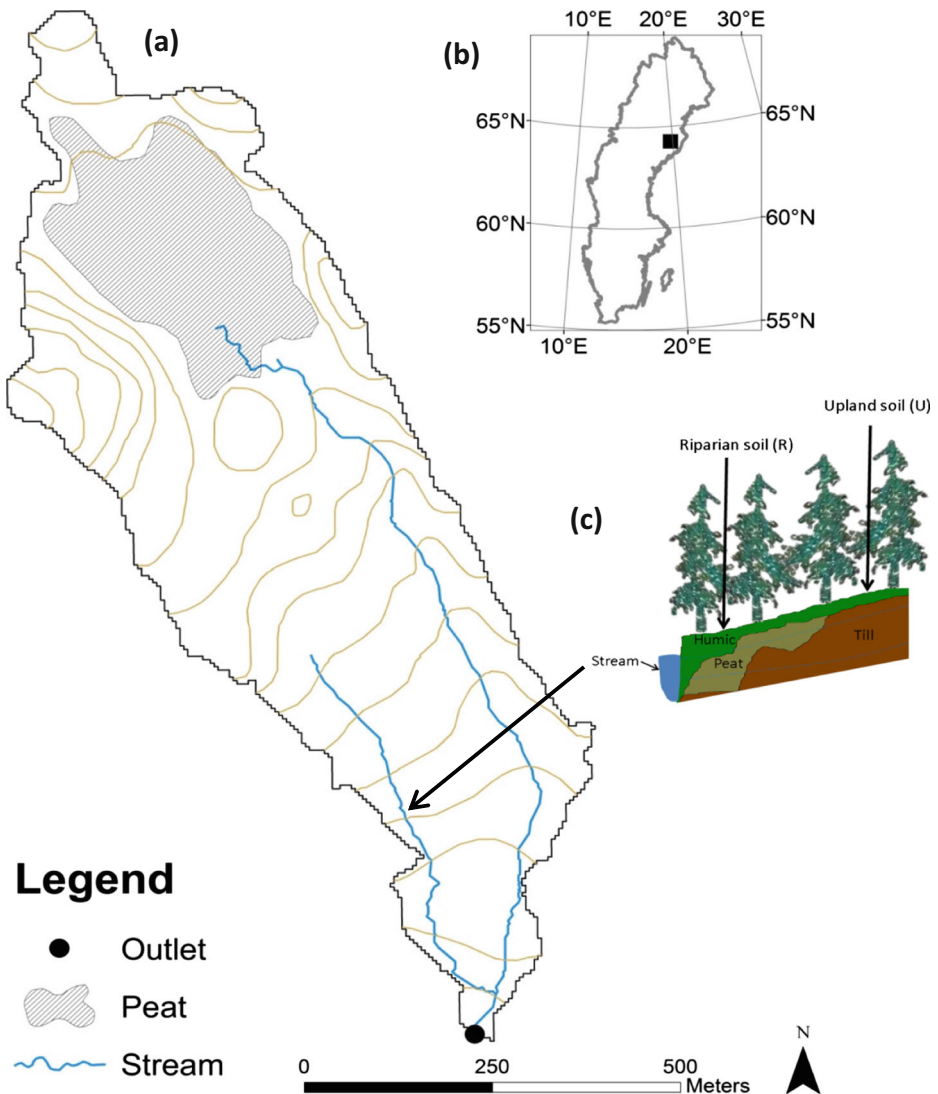 (a)
(b)
10°E 20°E 30°E
65°N 65°N
60°N 60°N
55°N 55°N
10°E 20°E
(c)
Upland soil (U)
Riparian soil (R)
Humic
Till
Stream
Peat
Legend
Outlet
Peat
Stream
0 250 500
Meters
N